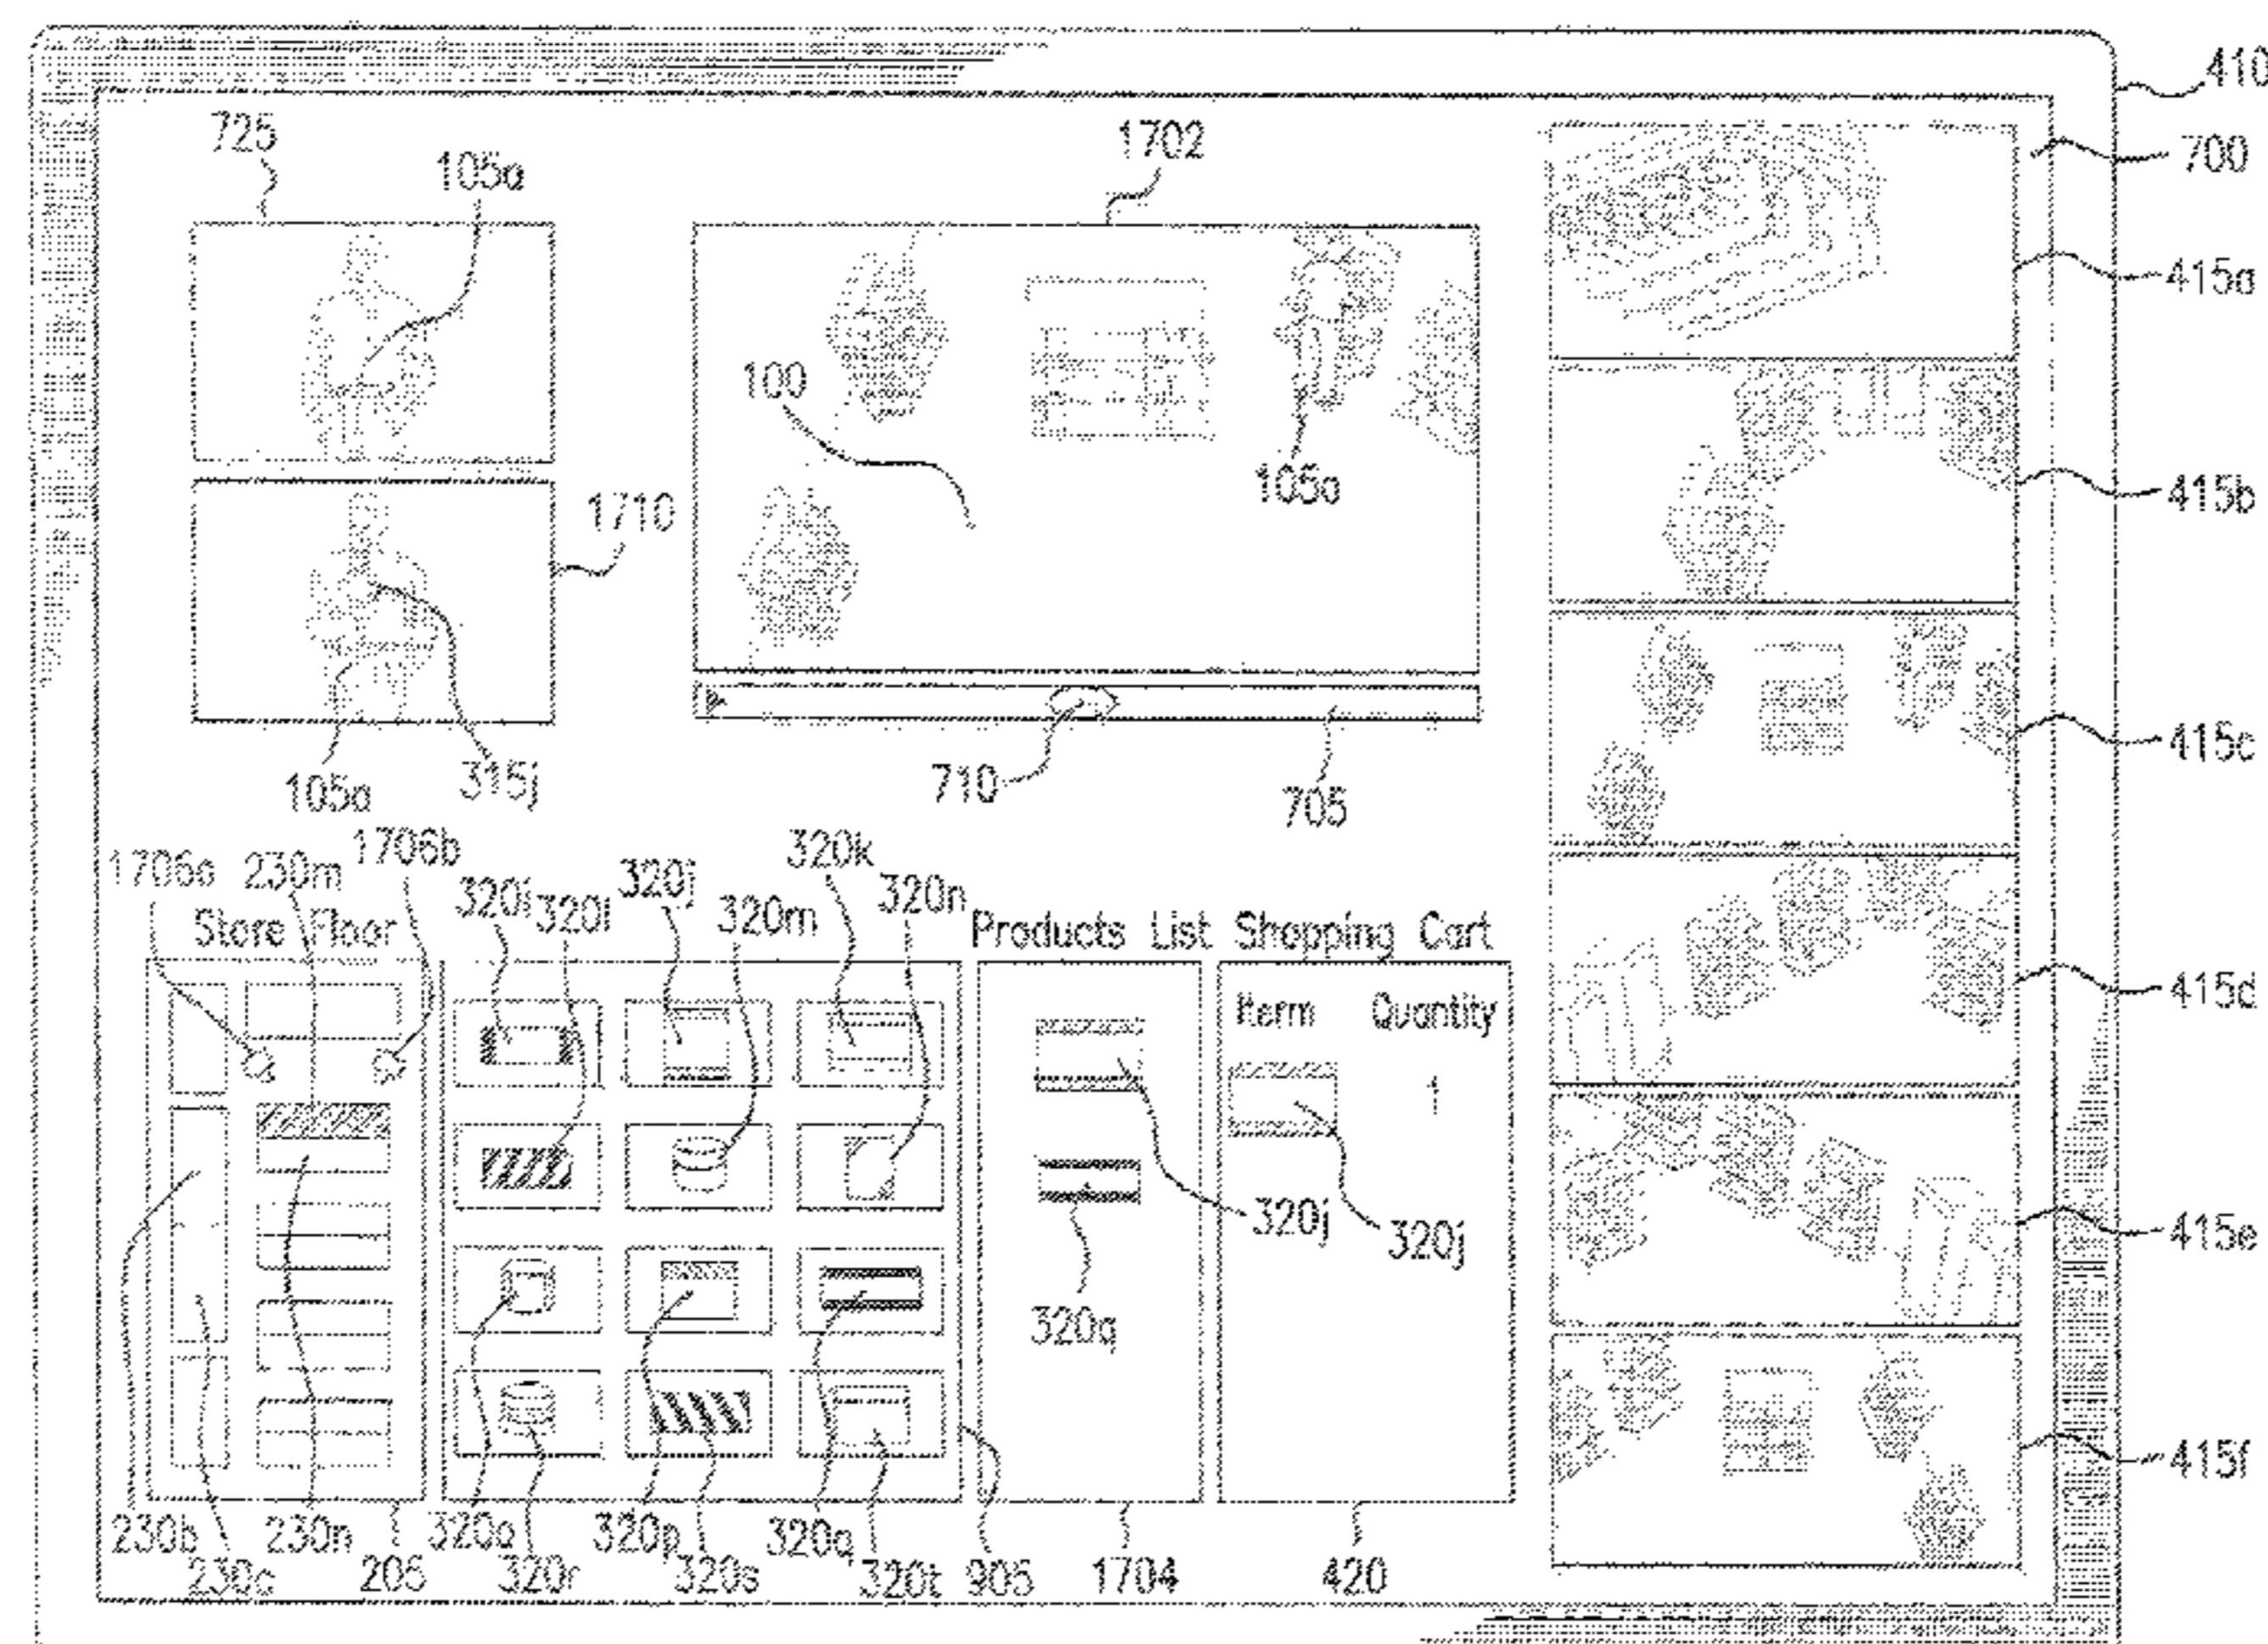 410
725
1702
105a
700
415a
100
105a
415b
1710
415c
710
705
105a
315j
1706a
230m
1706b
320i
320l
320j
320m
320k
320n
Store Floor
Products List
Shopping Cart
415d
Item
Quantity
1
320j
320j
415e
320q
415f
230b
230c
230n
205
320o
320r
320p
320s
320q
320t
905
1704
420